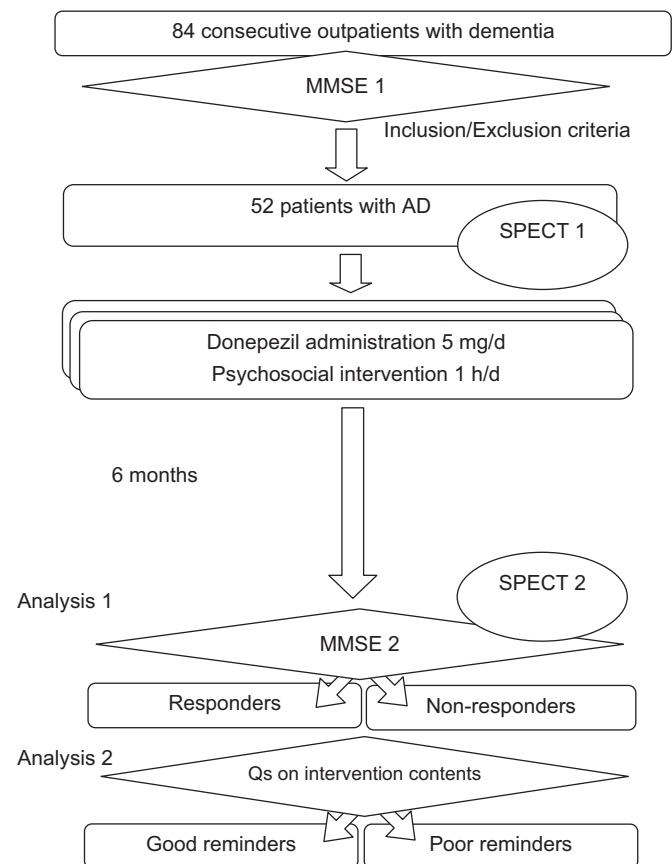 84 consecutive outpatients with dementia
MMSE 1
Inclusion/Exclusion criteria
52 patients with AD
SPECT 1
Donepezil administration 5 mg/d
Psychosocial intervention 1 h/d
6 months
SPECT 2
Analysis 1
MMSE 2
Responders
Non-responders
Analysis 2
Qs on intervention contents
Good reminders
Poor reminders